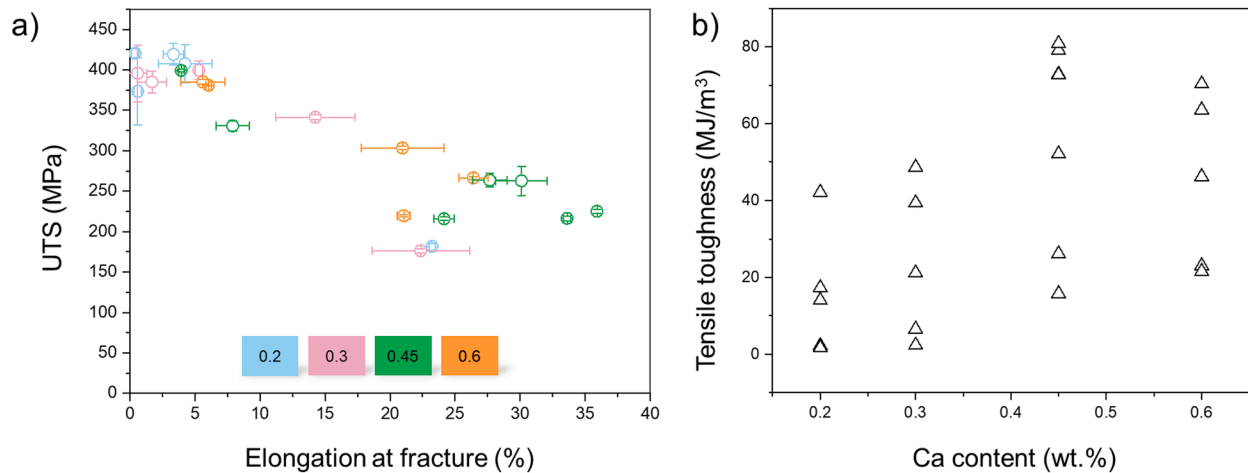 a)
UTS (MPa)
450
400
350
300
250
200
150
100
50
0
0.2 0.3 0.45 0.6
0 5 10 15 20 25 30 35 40
Elongation at fracture (%)
b)
Tensile toughness (MJ/m³)
80
60
40
20
0
0.2 0.3 0.4 0.5 0.6
Ca content (wt.%)